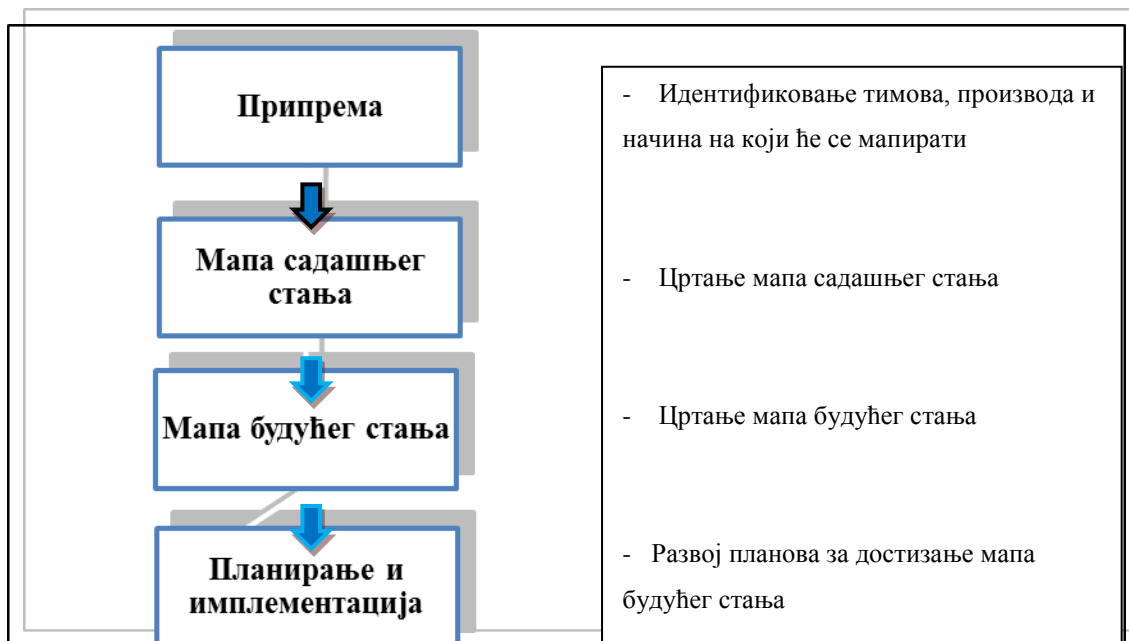 Припрема
- Идентификовање тимова, производа и
начина на који ће се мапирати
Мапа садашњег
стања
- Цртање мапа садашњег стања
Мапа будућег стања
- Цртање мапа будућег стања
Планирање и
имплементација
- Развој планова за достизање мапа
будућег стања